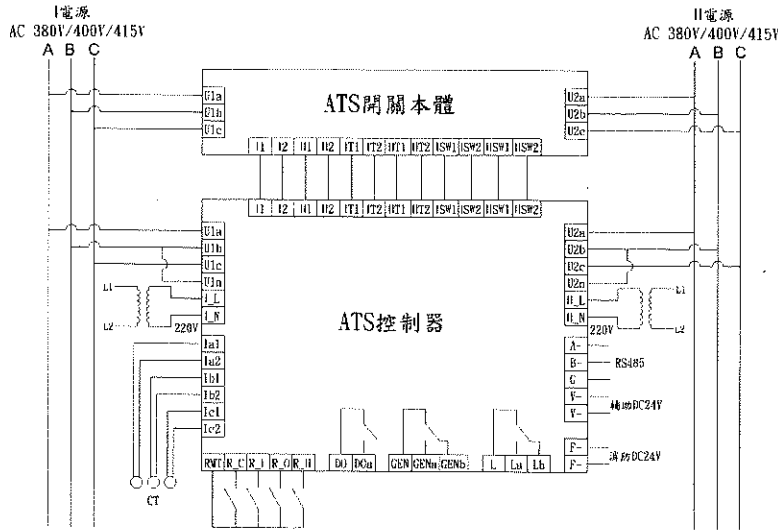 I電源
AC 380V/400V/415V
A B C
II電源
AC 380V/400V/415V
A B C
ATS開關本體
U1a
U1b
U1c
U2a
U2b
U2c
I1 I2 II1 II2 IT1 IT2 IIT1 IIT2 ISW1 ISW2 IISW1 IISW2
I1 I2 II1 II2 IT1 IT2 IIT1 IIT2 ISW1 ISW2 IISW1 IISW2
U1a
U1b
U1c
U1n
I_L
I_N
L1
L2
220V
U2a
U2b
U2c
U2n
II_L
II_N
L1
L2
220V
ATS控制器
Ia1
Ia2
Ib1
Ib2
Ic1
Ic2
CT
A-
B-
G
RS485
V-
V-
輔助DC24V
F-
F-
消防DC24V
RMT R_C R_I R_O R_II
DO DOa
GEN GENa GENb
L La Lb